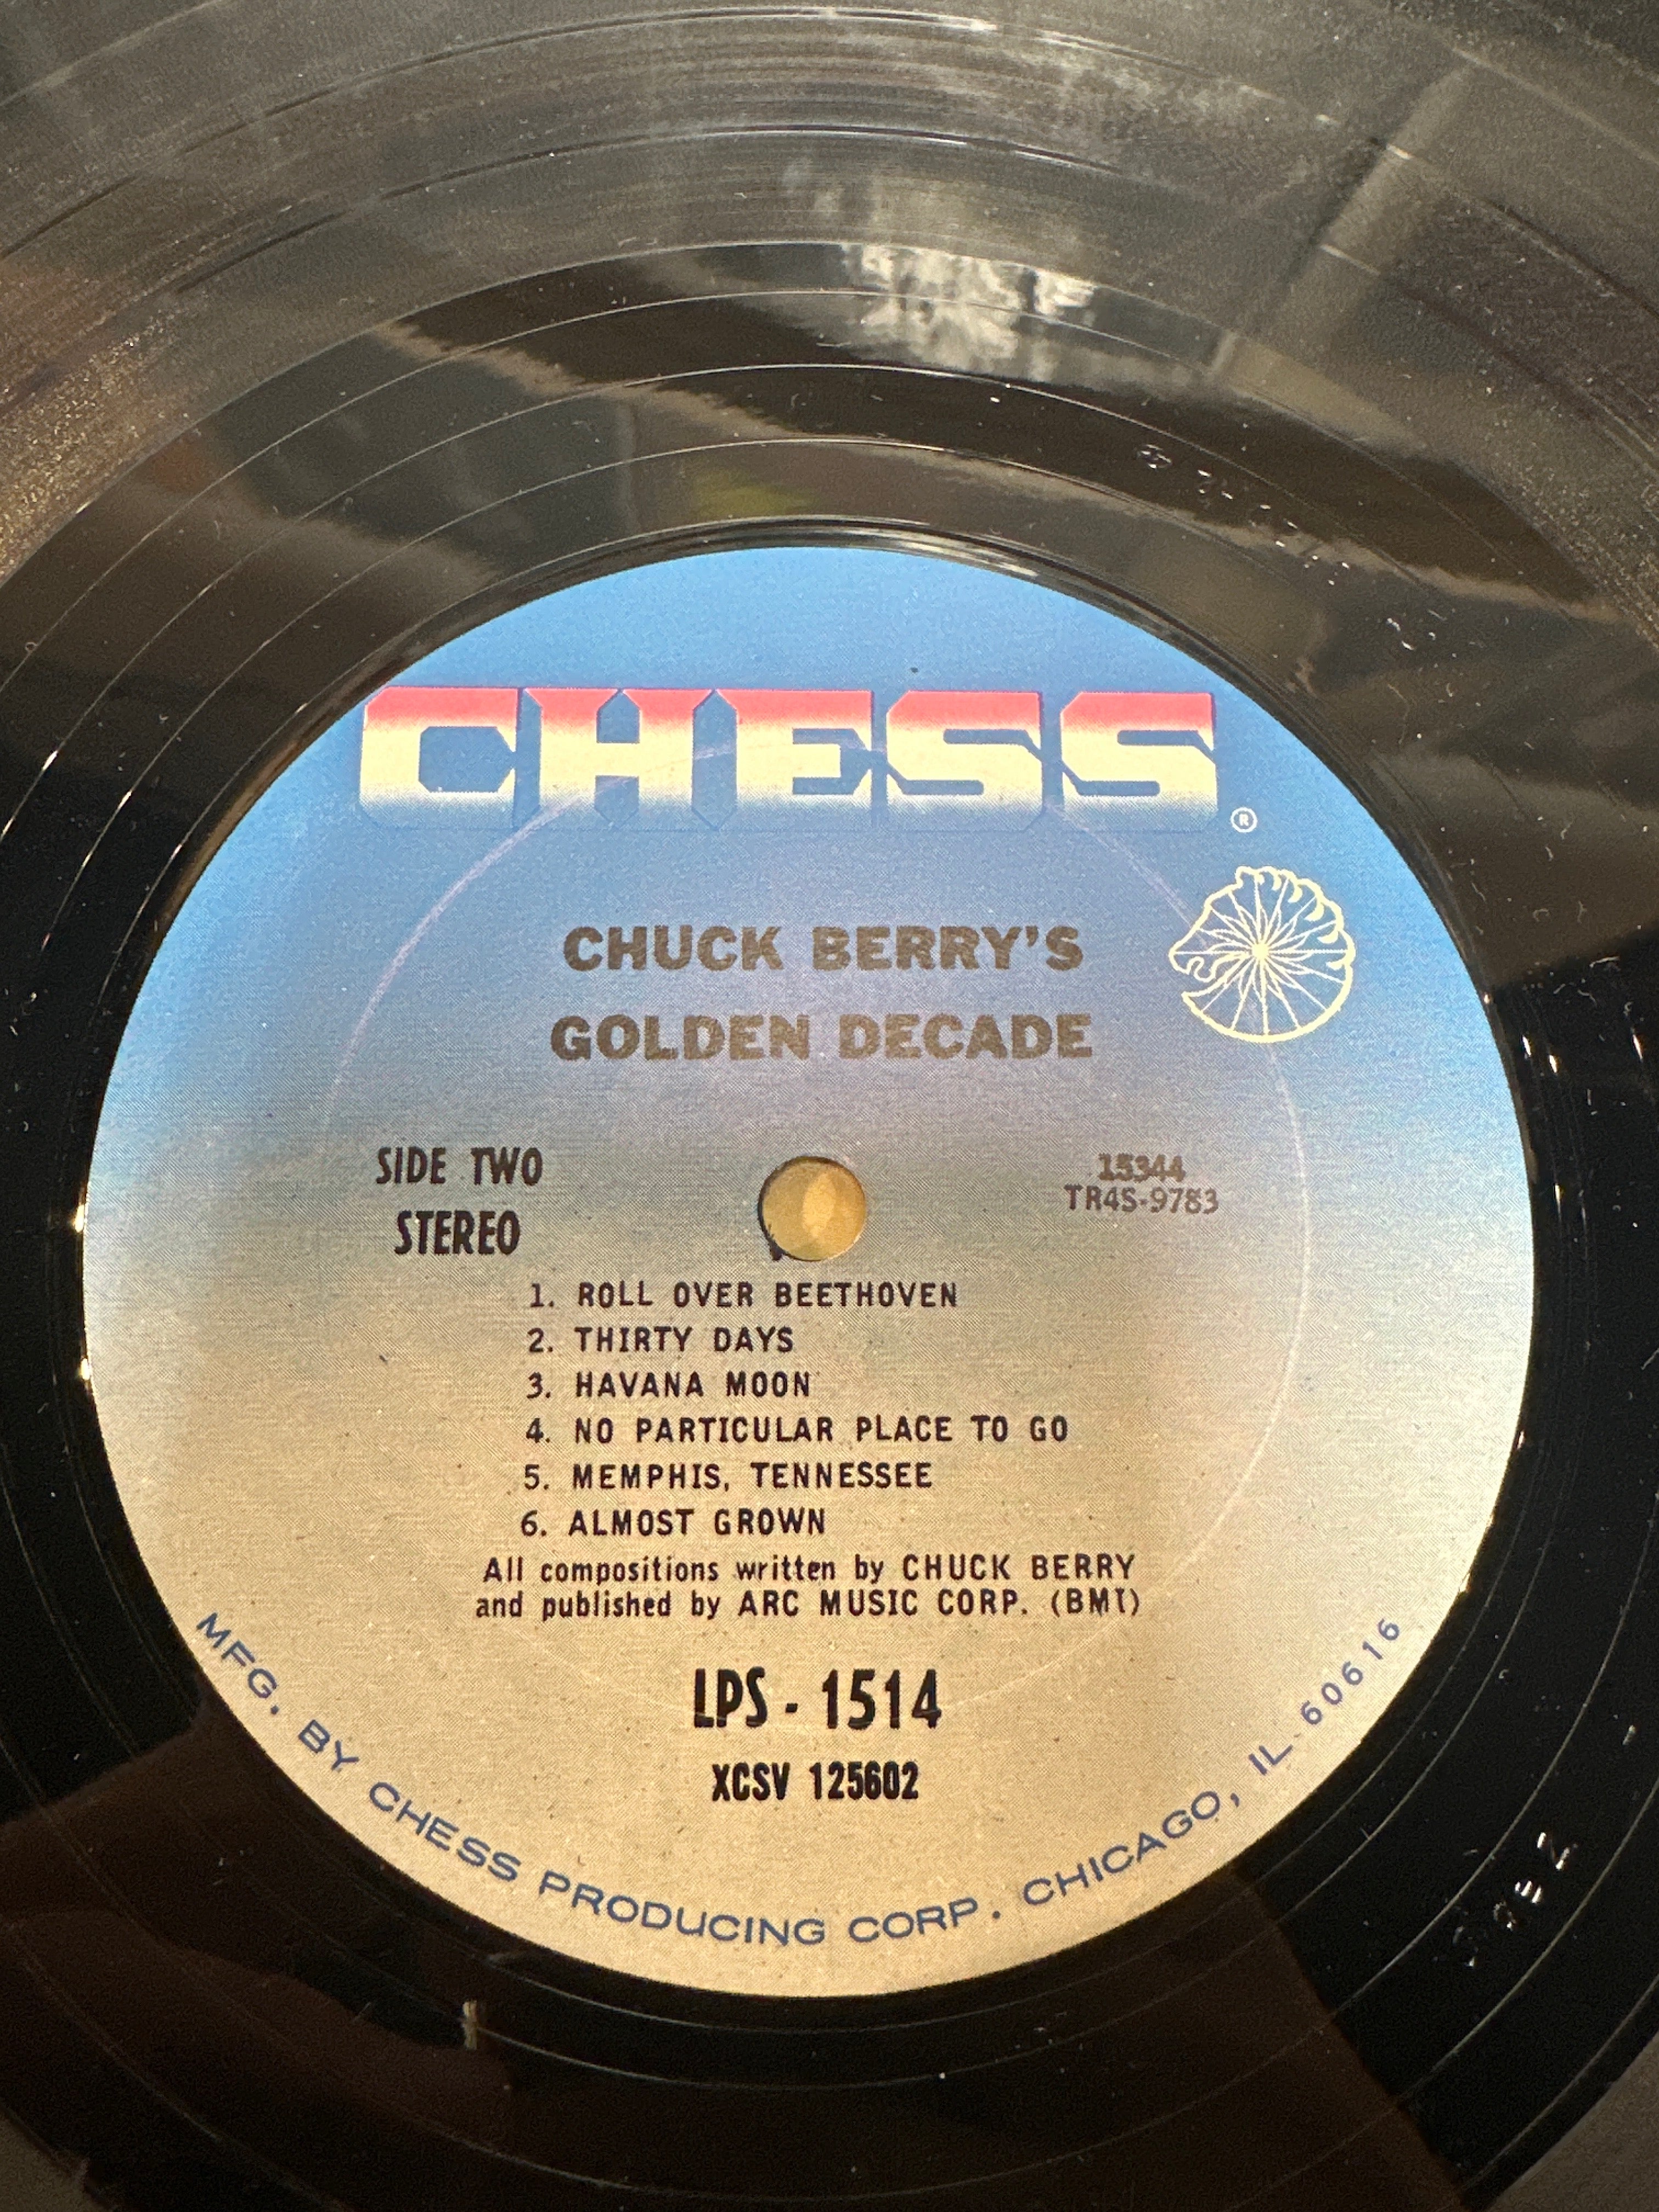 CHESS ®
CHUCK BERRY'S
GOLDEN DECADE
SIDE TWO
STEREO
15344
TR4S-9783
1. ROLL OVER BEETHOVEN
2. THIRTY DAYS
3. HAVANA MOON
4. NO PARTICULAR PLACE TO GO
5. MEMPHIS, TENNESSEE
6. ALMOST GROWN
All compositions written by CHUCK BERRY
and published by ARC MUSIC CORP. (BMI)
LPS - 1514
XCSV 125602
MFG. BY CHESS PRODUCING CORP. CHICAGO, IL 60616